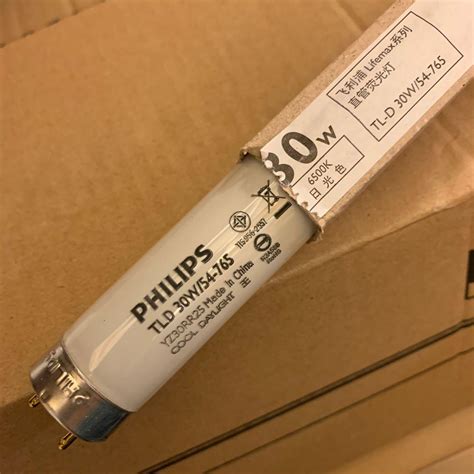 飞利浦 Lifemax系列
直管荧光灯
TL-D 30W/54-765
30w
6500K
日光色
PHILIPS
TLD 30W/54-765
YZ30RR25 Made in China
COOL DAYLIGHT 王